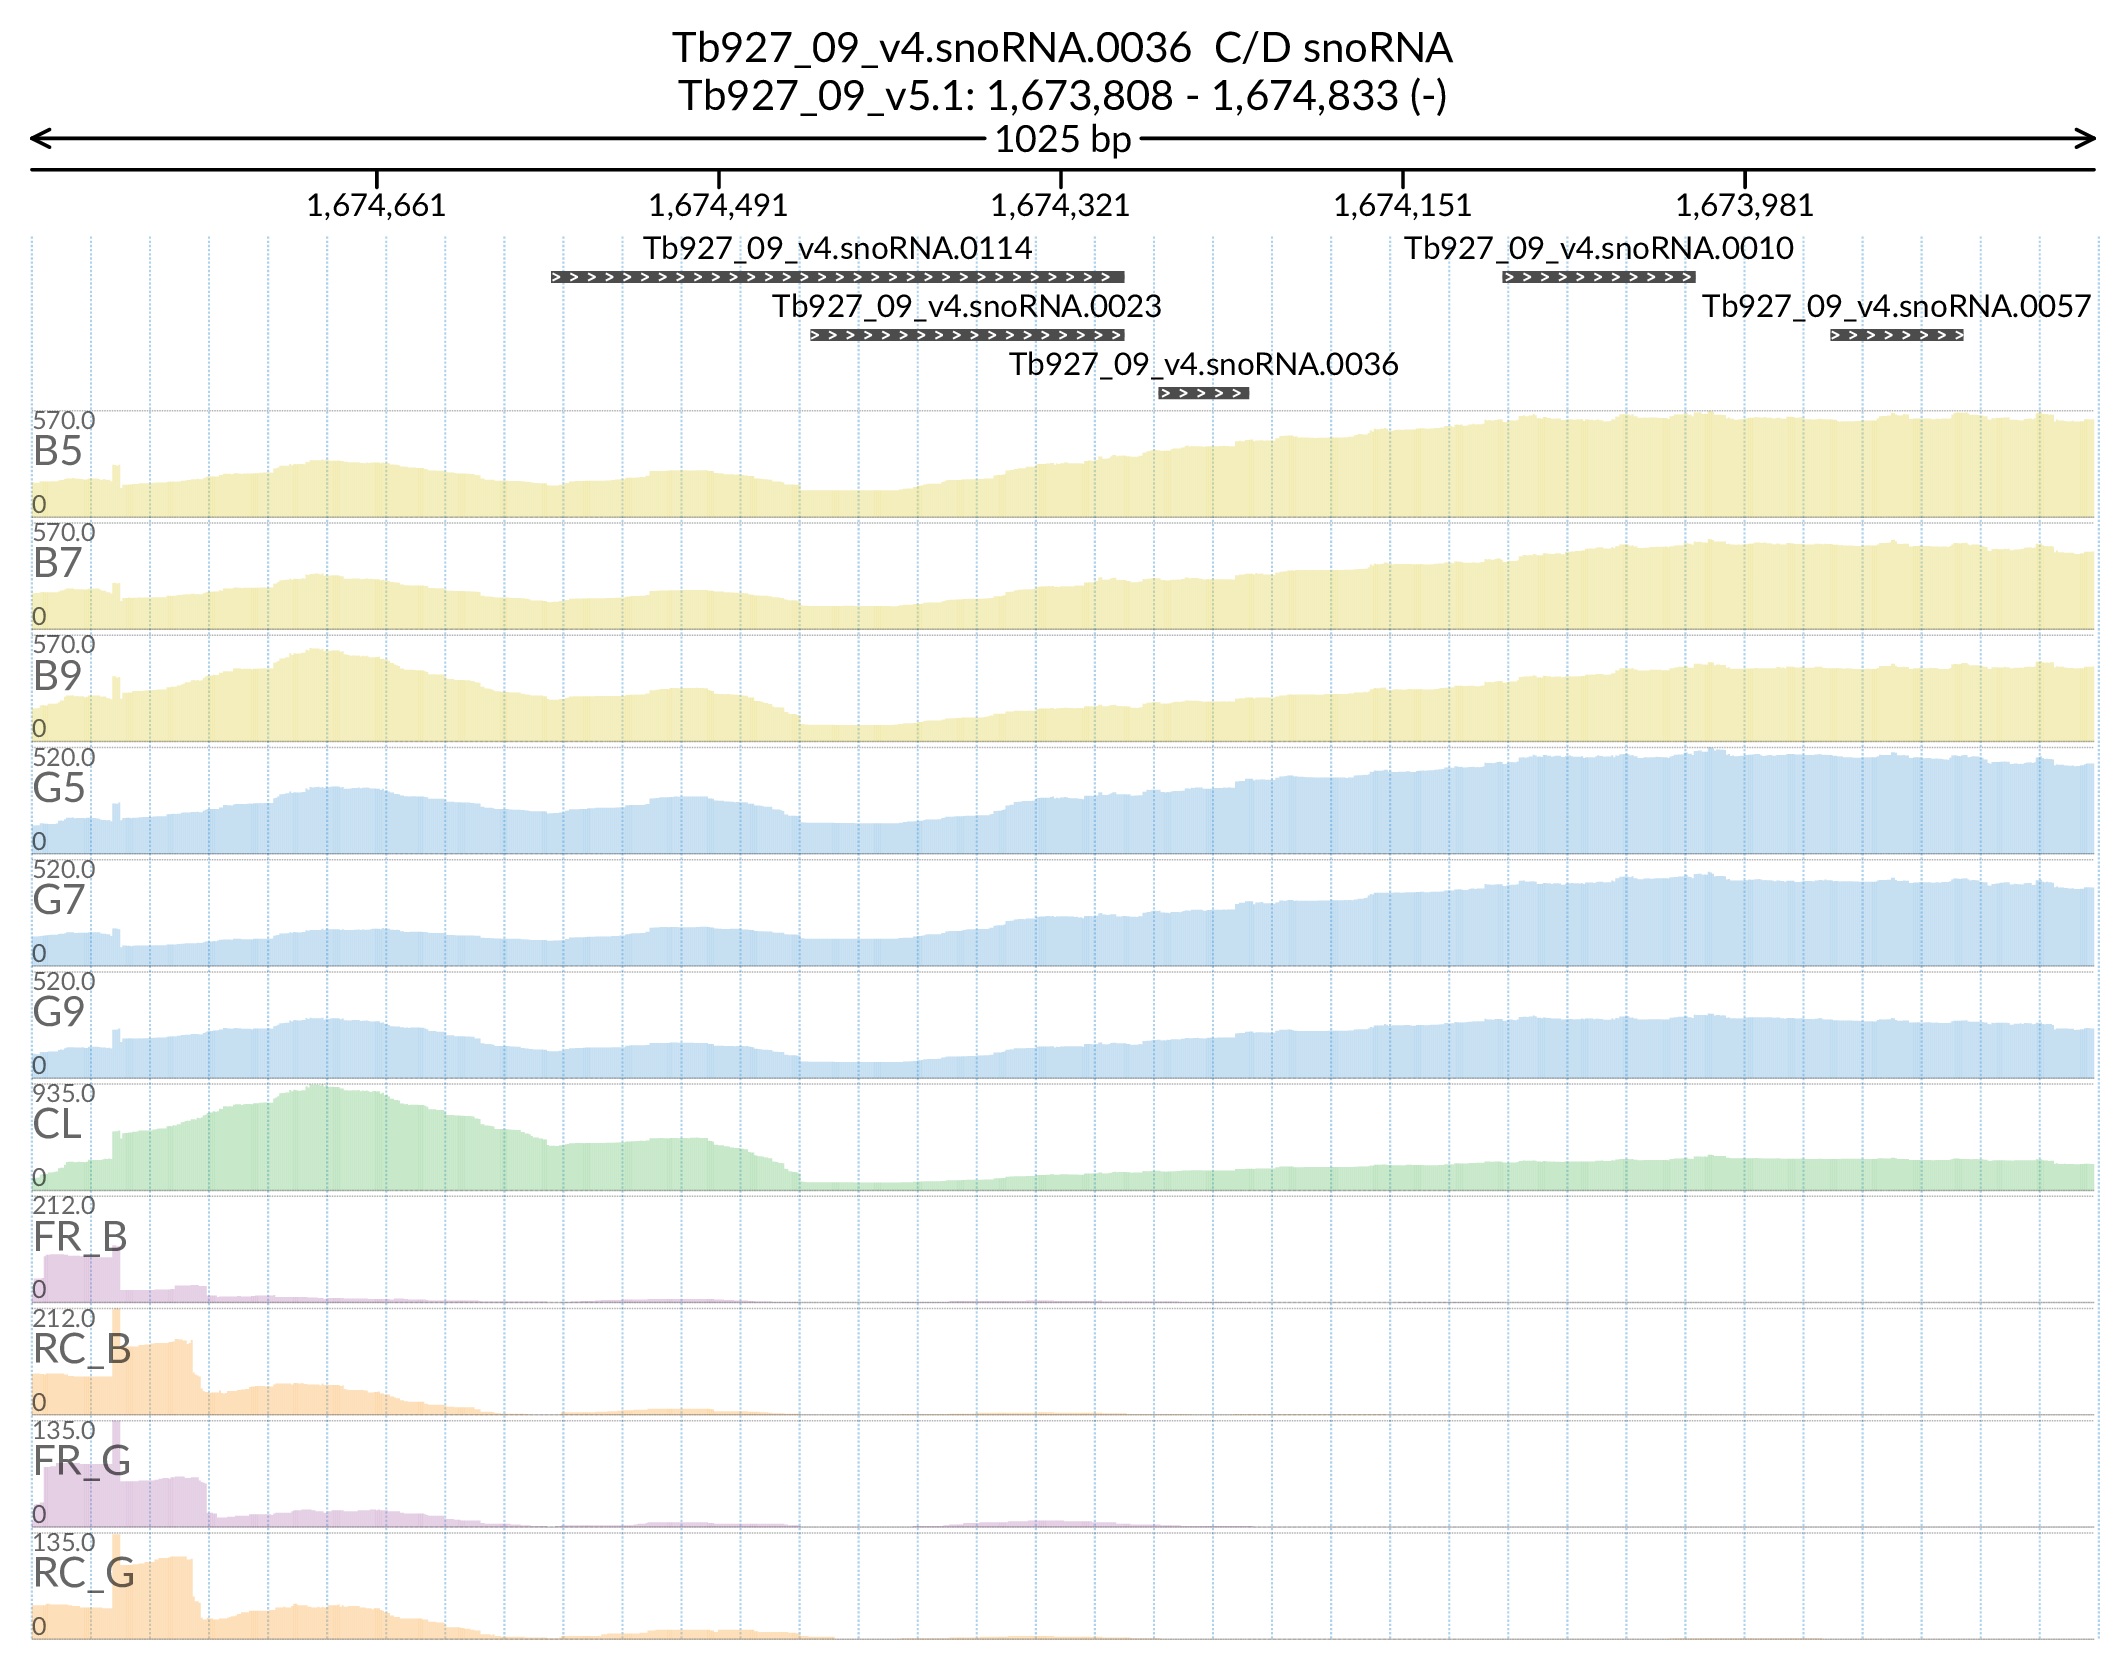 Tb927_09_v4.snoRNA.0036  C/D snoRNA
Tb927_09_v5.1: 1,673,808 - 1,674,833 (-)
1025 bp
1,674,661 1,674,491 1,674,321 1,674,151 1,673,981
Tb927_09_v4.snoRNA.0114 Tb927_09_v4.snoRNA.0010
Tb927_09_v4.snoRNA.0023 Tb927_09_v4.snoRNA.0057
Tb927_09_v4.snoRNA.0036
570.0
B5
0
570.0
B7
0
570.0
B9
0
520.0
G5
0
520.0
G7
0
520.0
G9
0
935.0
CL
0
212.0
FR_B
0
212.0
RC_B
0
135.0
FR_G
0
135.0
RC_G
0